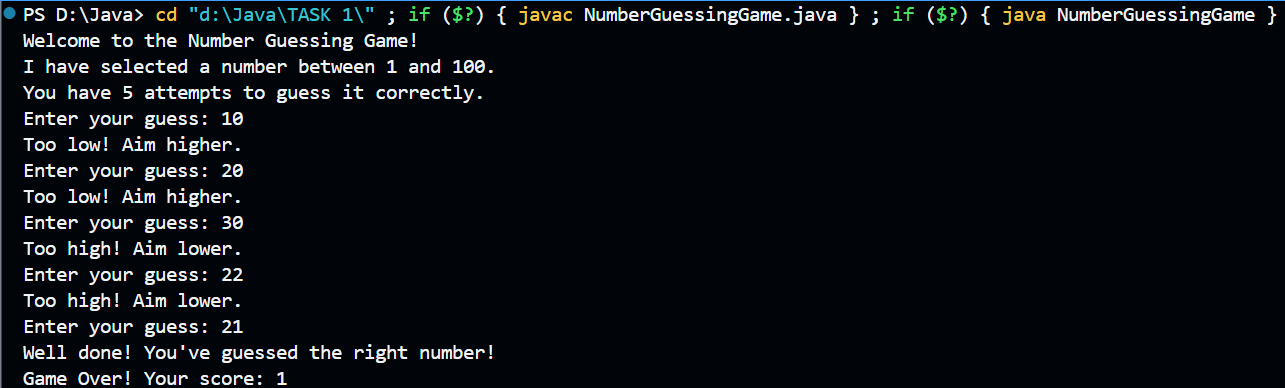 PS D:\Java> cd "d:\Java\TASK 1\" ; if ($?) { javac NumberGuessingGame.java } ; if ($?) { java NumberGuessingGame }
Welcome to the Number Guessing Game!
I have selected a number between 1 and 100.
You have 5 attempts to guess it correctly.
Enter your guess: 10
Too low! Aim higher.
Enter your guess: 20
Too low! Aim higher.
Enter your guess: 30
Too high! Aim lower.
Enter your guess: 22
Too high! Aim lower.
Enter your guess: 21
Well done! You've guessed the right number!
Game Over! Your score: 1